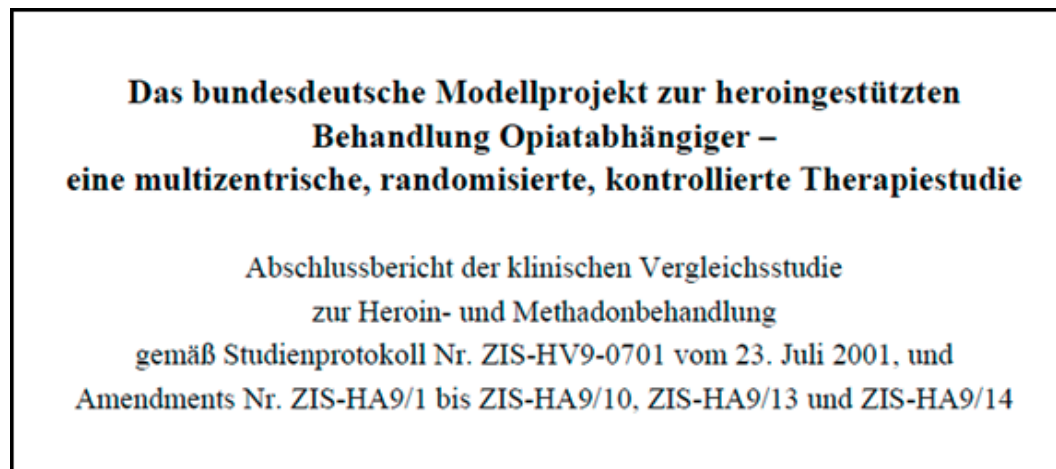 Das bundesdeutsche Modellprojekt zur heroingestützten
Behandlung Opiatabhängiger –
eine multizentrische, randomisierte, kontrollierte Therapiestudie
Abschlussbericht der klinischen Vergleichsstudie
zur Heroin- und Methadonbehandlung
gemäß Studienprotokoll Nr. ZIS-HV9-0701 vom 23. Juli 2001, und
Amendments Nr. ZIS-HA9/1 bis ZIS-HA9/10, ZIS-HA9/13 und ZIS-HA9/14